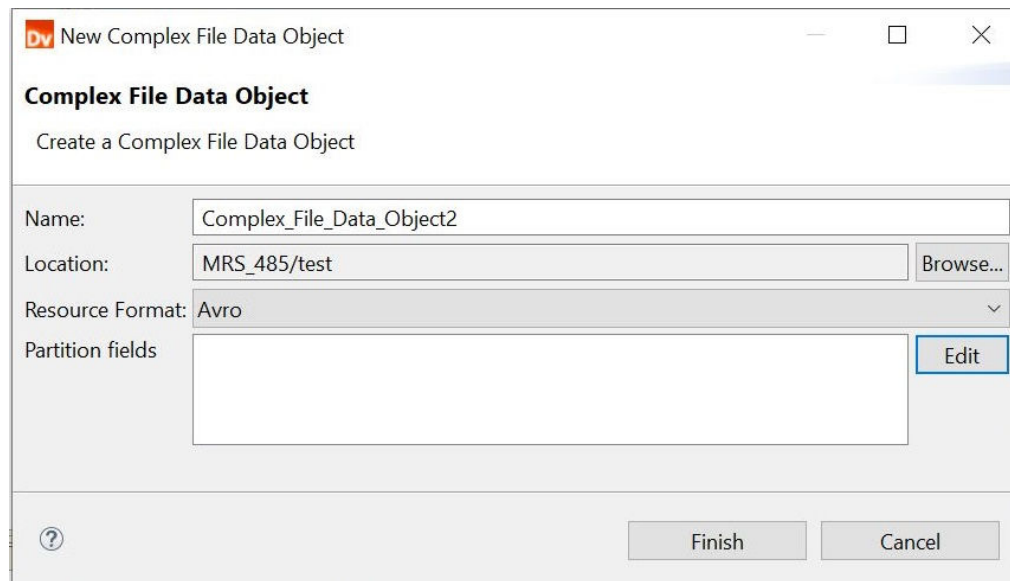 Dv New Complex File Data Object
Complex File Data Object
Create a Complex File Data Object
Name: Complex_File_Data_Object2
Location: MRS_485/test Browse...
Resource Format: Avro
Partition fields Edit
? Finish Cancel